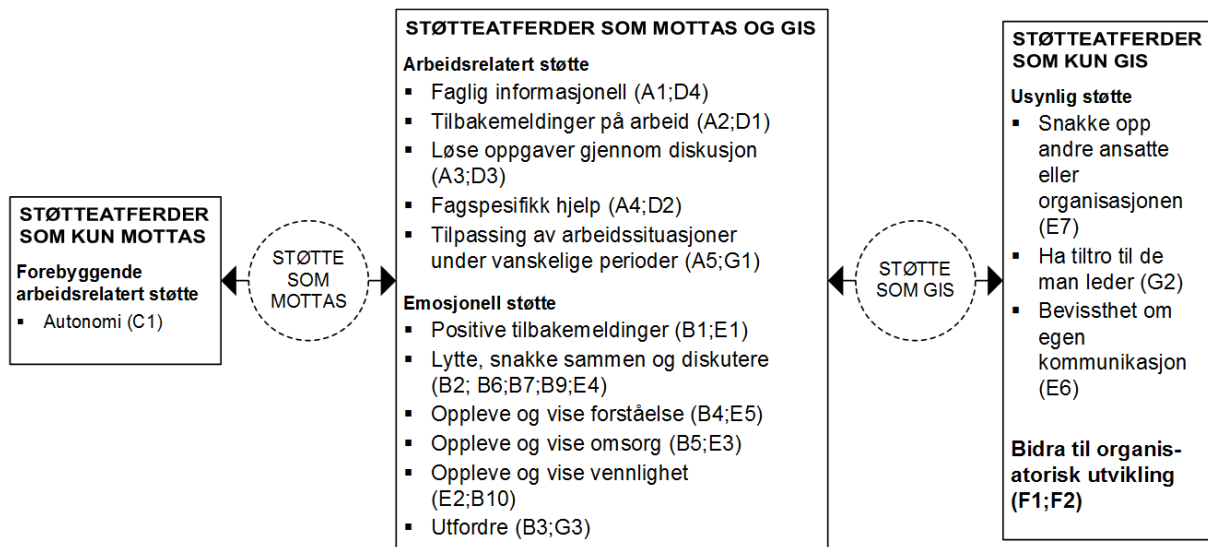 STØTTEATFERDER
SOM KUN MOTTAS
Forebyggende
arbeidsrelatert støtte
▪ Autonomi (C1)
STØTTE
SOM
MOTTAS
STØTTEATFERDER SOM MOTTAS OG GIS
Arbeidsrelatert støtte
▪ Faglig informasjonell (A1;D4)
▪ Tilbakemeldinger på arbeid (A2;D1)
▪ Løse oppgaver gjennom diskusjon
(A3;D3)
▪ Fagspesifikk hjelp (A4;D2)
▪ Tilpassing av arbeidssituasjoner
under vanskelige perioder (A5;G1)
Emosjonell støtte
▪ Positive tilbakemeldinger (B1;E1)
▪ Lytte, snakke sammen og diskutere
(B2; B6;B7;B9;E4)
▪ Oppleve og vise forståelse (B4;E5)
▪ Oppleve og vise omsorg (B5;E3)
▪ Oppleve og vise vennlighet
(E2;B10)
▪ Utfordre (B3;G3)
STØTTE
SOM GIS
STØTTEATFERDER
SOM KUN GIS
Usynlig støtte
▪ Snakke opp
andre ansatte
eller
organisasjonen
(E7)
▪ Ha tiltro til de
man leder (G2)
▪ Bevissthet om
egen
kommunikasjon
(E6)
Bidra til organis-
atorisk utvikling
(F1;F2)